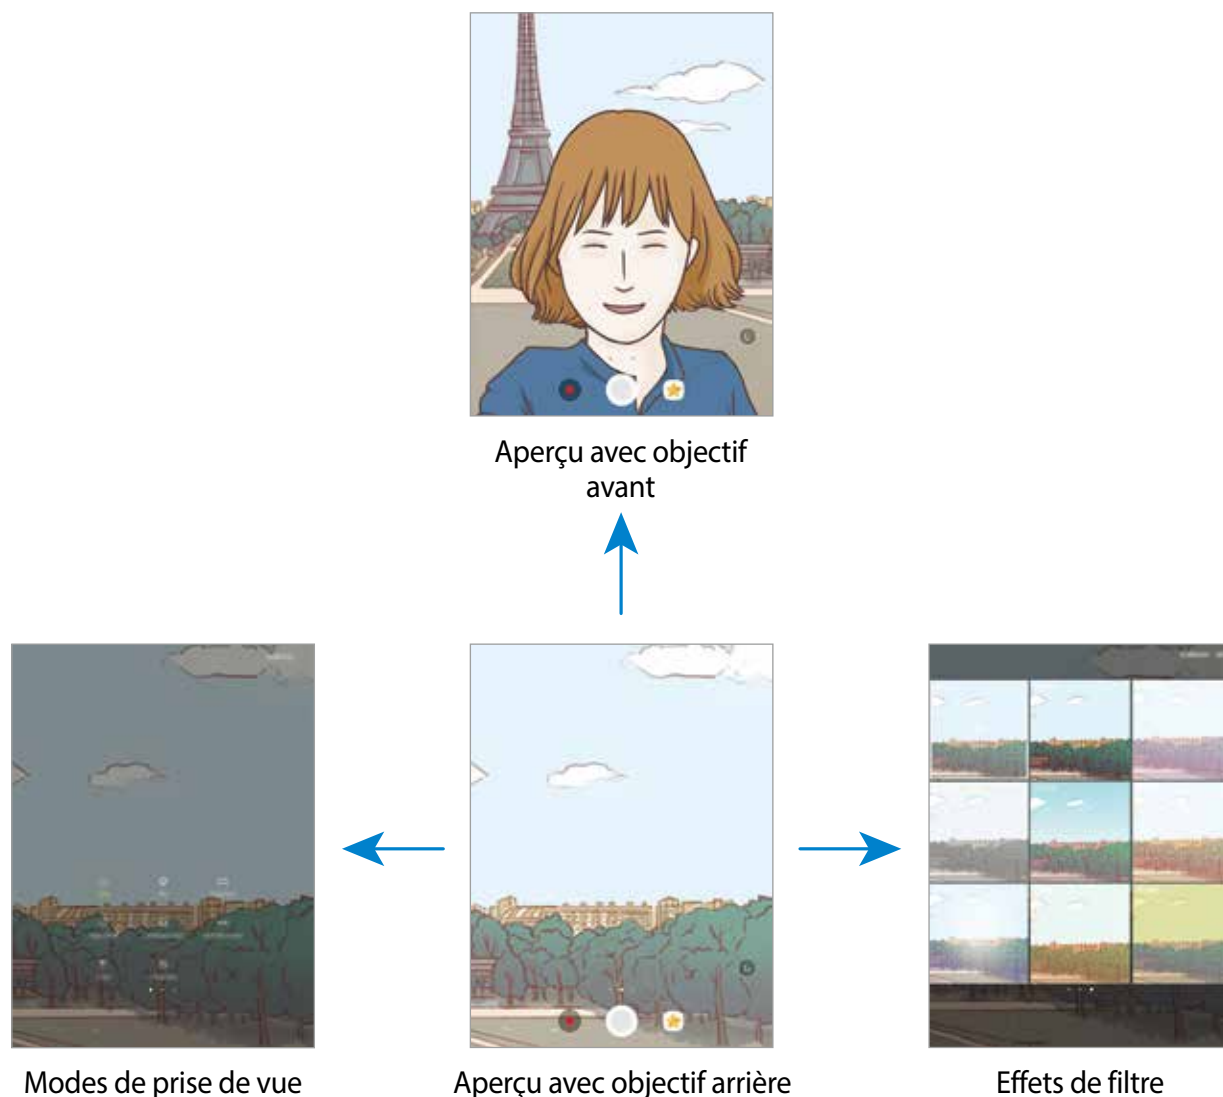 Aperçu avec objectif
avant
Modes de prise de vue
Aperçu avec objectif arrière
Effets de filtre